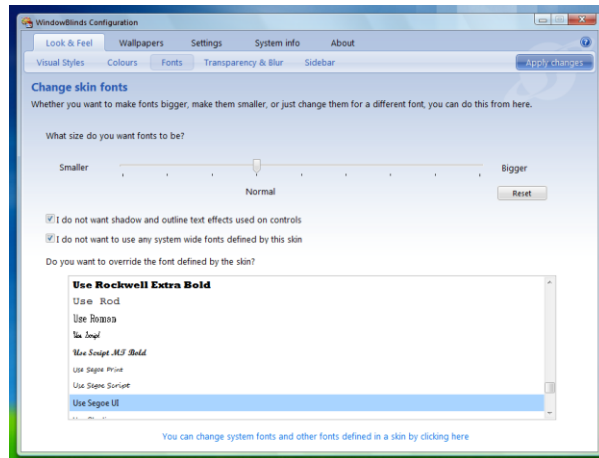 WindowBlinds Configuration
Look & Feel Wallpapers Settings System info About
Visual Styles Colours Fonts Transparency & Blur Sidebar Apply changes
Change skin fonts
Whether you want to make fonts bigger, make them smaller, or just change them for a different font, you can do this from here.
What size do you want fonts to be?
Smaller Bigger
Normal
Reset
I do not want shadow and outline text effects used on controls
I do not want to use any system wide fonts defined by this skin
Do you want to override the font defined by the skin?
Use Rockwell Extra Bold
Use Rod
Use Roman
Use Script
Use Script MT Bold
Use Segoe Print
Use Segoe Script
Use Segoe UI
You can change system fonts and other fonts defined in a skin by clicking here